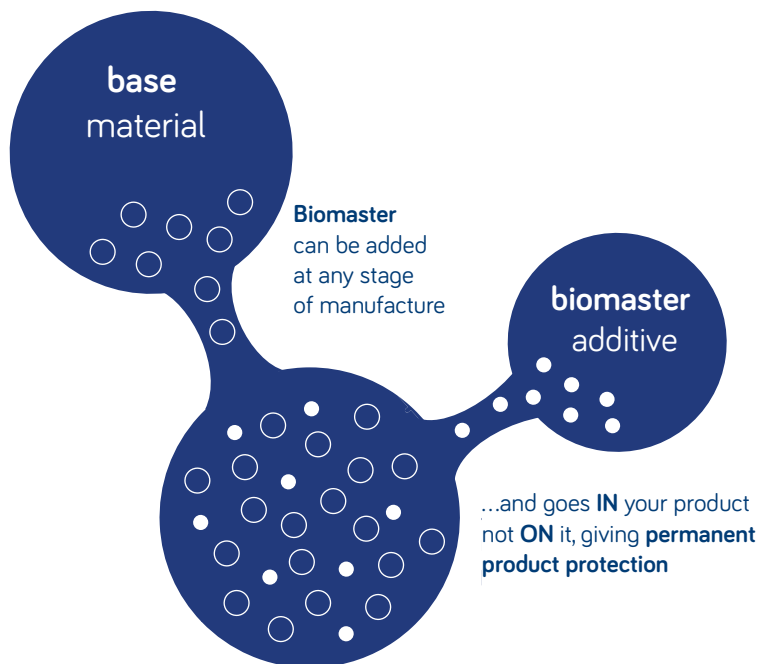 base
material
Biomaster
can be added
at any stage
of manufacture
biomaster
additive
...and goes IN your product
not ON it, giving permanent
product protection